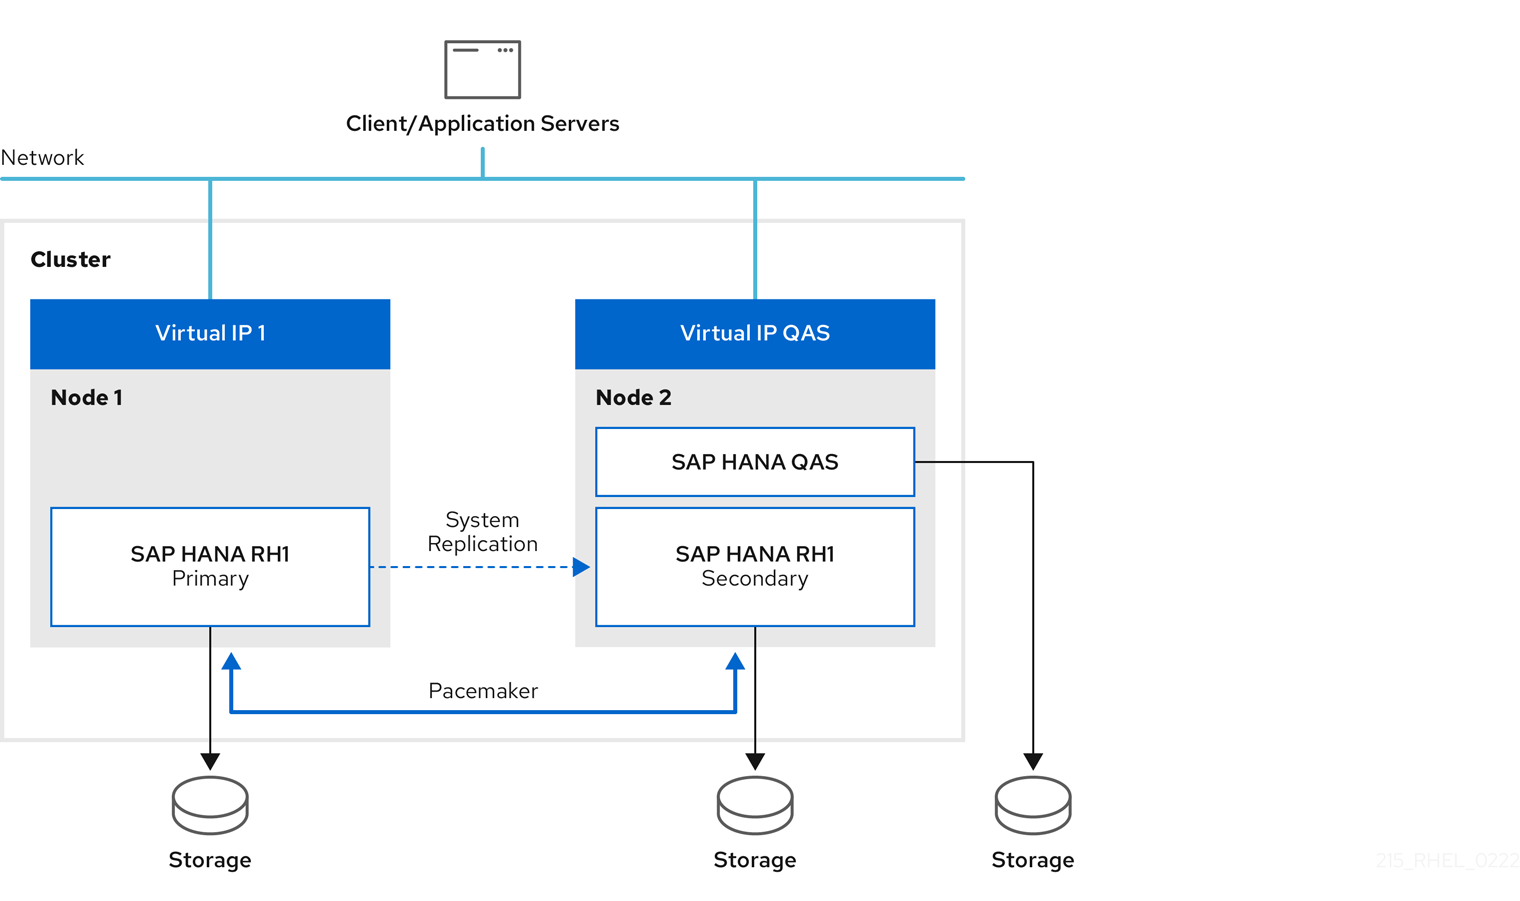 Client/Application Servers
Network
Cluster
Virtual IP 1
Virtual IP QAS
Node 1
Node 2
SAP HANA QAS
System
Replication
SAP HANA RH1
Primary
SAP HANA RH1
Secondary
Pacemaker
Storage
Storage
Storage
215_RHEL_0222